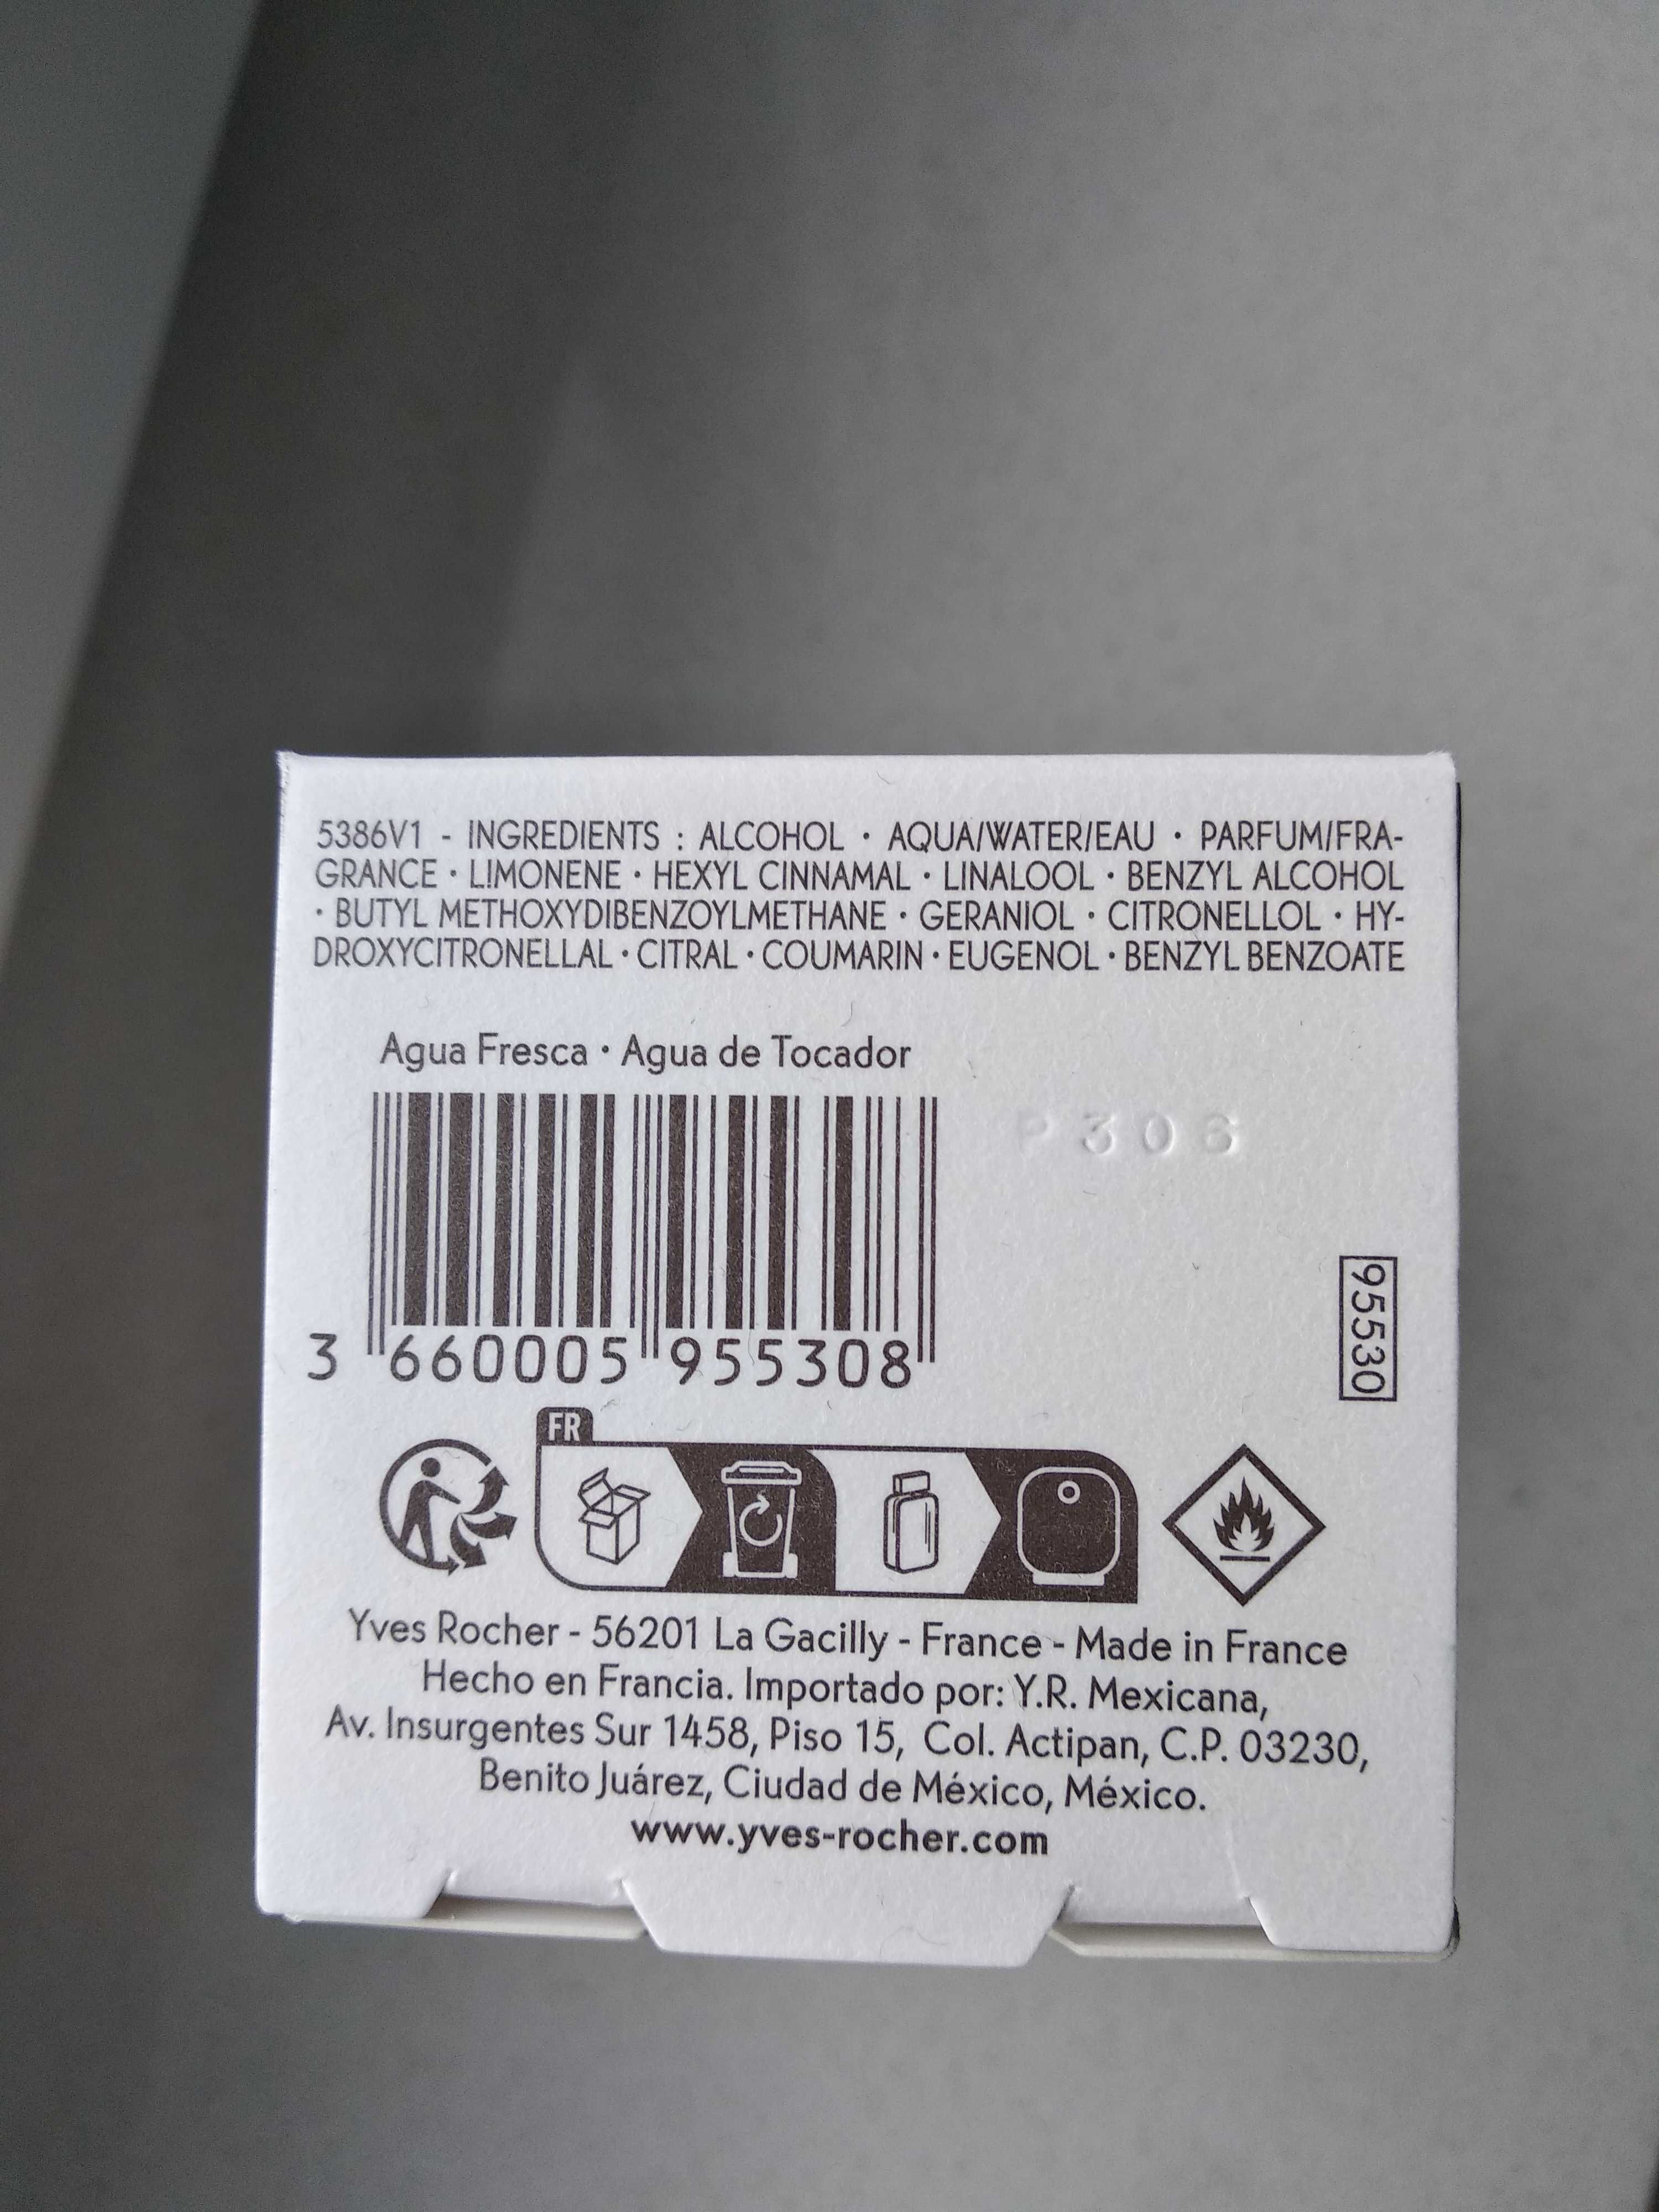 5386V1 - INGREDIENTS : ALCOHOL • AQUA/WATER/EAU • PARFUM/FRA-
GRANCE • LIMONENE • HEXYL CINNAMAL • LINALOOL • BENZYL ALCOHOL
• BUTYL METHOXYDIBENZOYLMETHANE • GERANIOL • CITRONELLOL • HY-
DROXYCITRONELLAL • CITRAL • COUMARIN • EUGENOL • BENZYL BENZOATE
Agua Fresca • Agua de Tocador
P306
95530
3 660005 955308
FR
Yves Rocher - 56201 La Gacilly - France - Made in France
Hecho en Francia. Importado por: Y.R. Mexicana,
Av. Insurgentes Sur 1458, Piso 15, Col. Actipan, C.P. 03230,
Benito Juárez, Ciudad de México, México.
www.yves-rocher.com